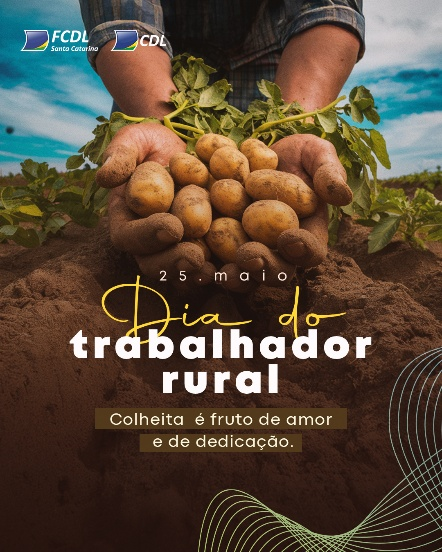 FCDL
Santa Catarina
CDL
25.maio
Dia do
trabalhador
rural
Colheita é fruto de amor
e de dedicação.